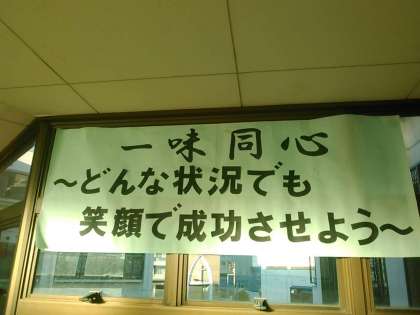 一味同心
～どんな状況でも
笑顔で成功させよう～